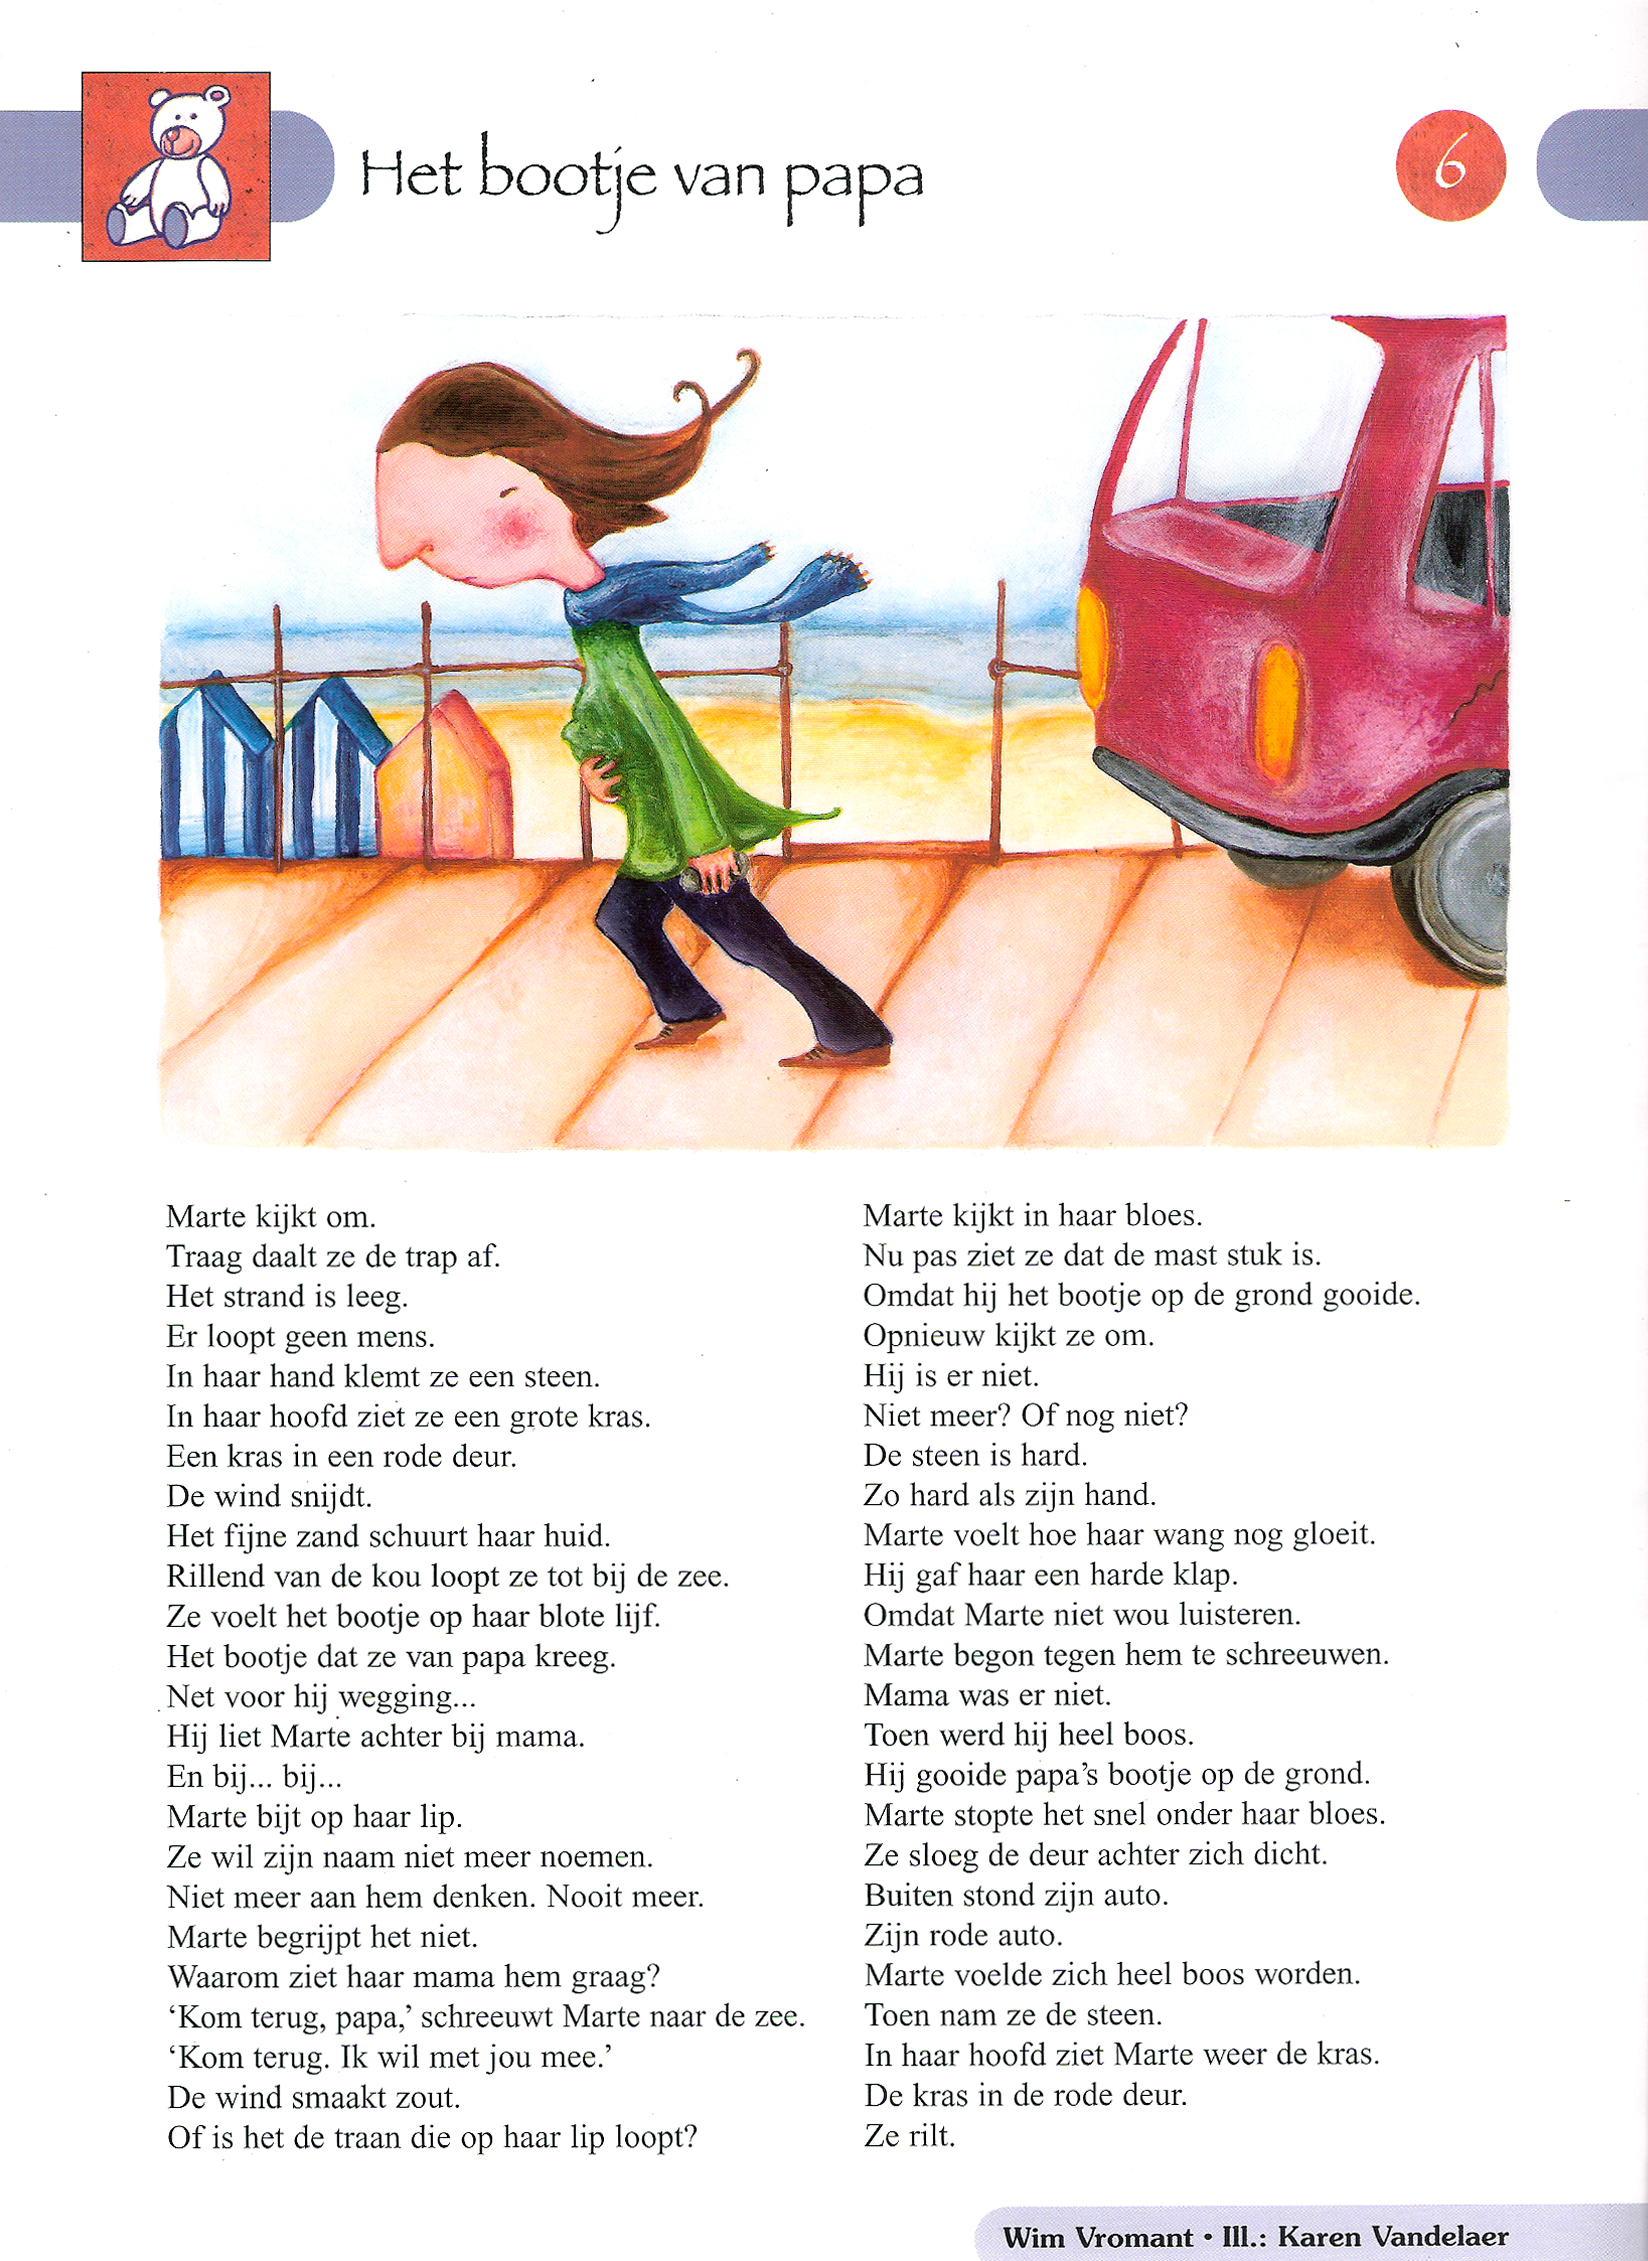 Het bootje van papa
6
Marte kijkt om.
Traag daalt ze de trap af.
Het strand is leeg.
Er loopt geen mens.
In haar hand klemt ze een steen.
In haar hoofd ziet ze een grote kras.
Een kras in een rode deur.
De wind snijdt.
Het fijne zand schuurt haar huid.
Rillend van de kou loopt ze tot bij de zee.
Ze voelt het bootje op haar blote lijf.
Het bootje dat ze van papa kreeg.
Net voor hij wegging...
Hij liet Marte achter bij mama.
En bij... bij...
Marte bijt op haar lip.
Ze wil zijn naam niet meer noemen.
Niet meer aan hem denken. Nooit meer.
Marte begrijpt het niet.
Waarom ziet haar mama hem graag?
‘Kom terug, papa,’ schreeuwt Marte naar de zee.
‘Kom terug. Ik wil met jou mee.’
De wind smaakt zout.
Of is het de traan die op haar lip loopt?
Marte kijkt in haar bloes.
Nu pas ziet ze dat de mast stuk is.
Omdat hij het bootje op de grond gooide.
Opnieuw kijkt ze om.
Hij is er niet.
Niet meer? Of nog niet?
De steen is hard.
Zo hard als zijn hand.
Marte voelt hoe haar wang nog gloeit.
Hij gaf haar een harde klap.
Omdat Marte niet wou luisteren.
Marte begon tegen hem te schreeuwen.
Mama was er niet.
Toen werd hij heel boos.
Hij gooide papa’s bootje op de grond.
Marte stopte het snel onder haar bloes.
Ze sloeg de deur achter zich dicht.
Buiten stond zijn auto.
Zijn rode auto.
Marte voelde zich heel boos worden.
Toen nam ze de steen.
In haar hoofd ziet Marte weer de kras.
De kras in de rode deur.
Ze rilt.
Wim Vromant • Ill.: Karen Vandelaer